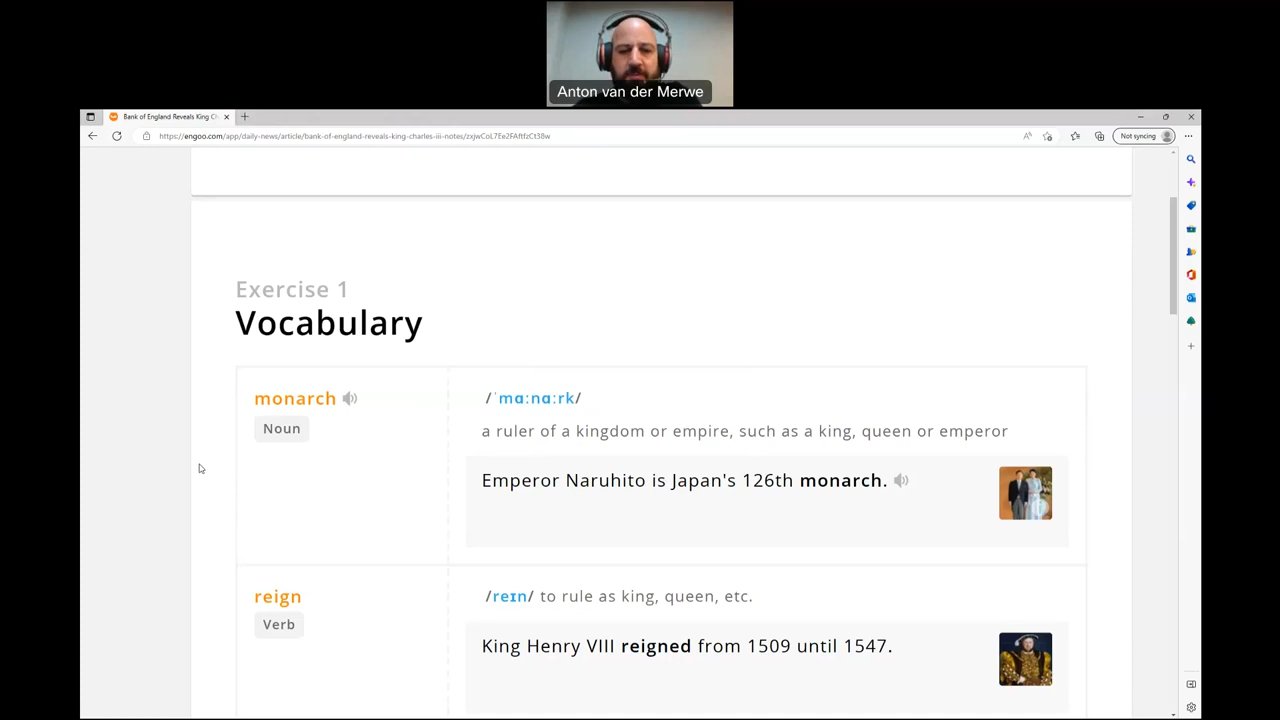 Anton van der Merwe
Bank of England Reveals King Ch
https://engoo.com/app/daily-news/article/bank-of-england-reveals-king-charles-iii-notes/zxjwCoL7Ee2FAftfzCt38w
Not syncing
Exercise 1
Vocabulary
monarch
/ˈmɑːnɑːrk/
Noun
a ruler of a kingdom or empire, such as a king, queen or emperor
Emperor Naruhito is Japan's 126th monarch.
reign
/reɪn/ to rule as king, queen, etc.
Verb
King Henry VIII reigned from 1509 until 1547.